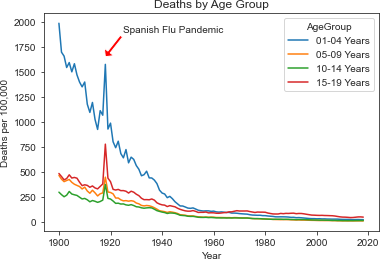 Deaths by Age Group
Spanish Flu Pandemic
AgeGroup
01-04 Years
05-09 Years
10-14 Years
15-19 Years
Deaths per 100,000
2000
1750
1500
1250
1000
750
500
250
0
1900
1920
1940
1960
1980
2000
2020
Year